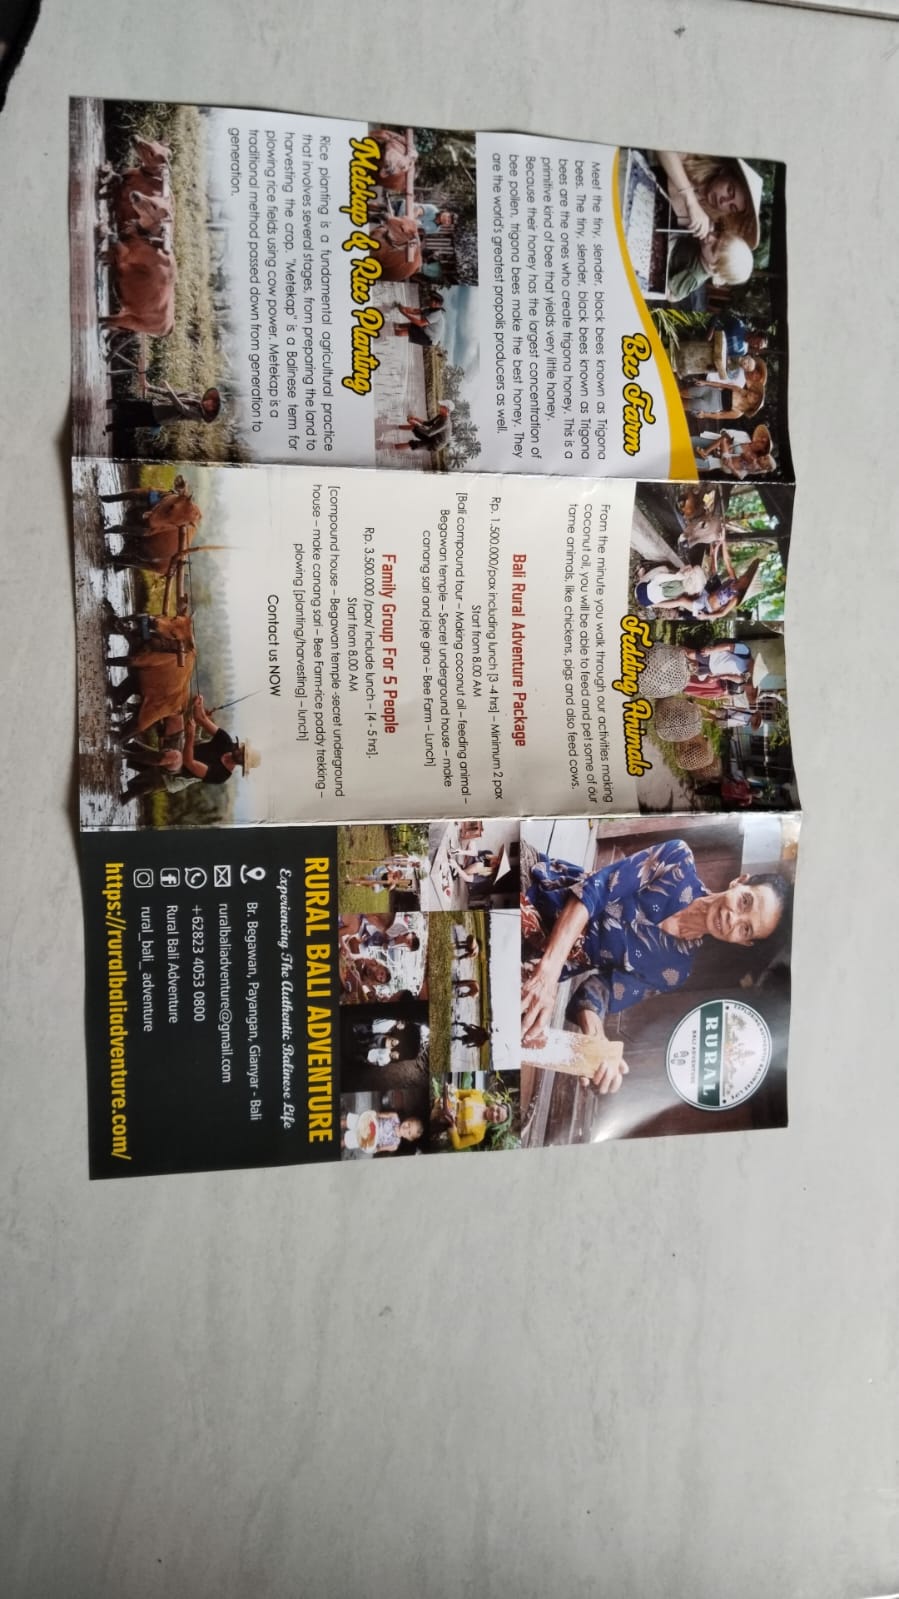 Bee Farm
Meet the tiny, slender, black bees known as Trigona
bees. The tiny, slender, black bees known as Trigona
bees are the ones who create trigona honey. This is a
primitive kind of bee that yields very little honey.
Because their honey has the largest concentration of
bee pollen, trigona bees make the best honey. They
are the world's greatest propolis producers as well.
Metekap & Rice Planting
Rice planting is a fundamental agricultural practice
that involves several stages, from preparing the land to
harvesting the crop. "Metekap" is a Balinese term for
plowing rice fields using cow power. Metekap is a
traditional method passed down from generation to
generation.
Fedding Animals
From the minute you walk through our activities making
coconut oil, you will be able to feed and pet some of our
tame animals, like chickens, pigs and also feed cows.
Bali Rural Adventure Package
Rp. 1.500.000/pax including lunch [3 -4 hrs] – Minimum 2 pax
Start from 8.00 AM
[Bali compound tour – Making coconut oil – feeding animal –
Begawan temple – Secret underground house – make
canang sari and jaje gina – Bee Farm – Lunch]
Family Group For 5 People
Rp. 3.500.000 /pax/ include lunch – [4 - 5 hrs].
Start from 8.00 AM
[compound house – Begawan temple -secret underground
house – make canang sari – Bee Farm-rice paddy trekking –
plowing [planting/harvesting] – lunch]
Contact us NOW
EXPLORING AUTHENTIC BALINESE LIFE
RURAL
BALI ADVENTURE
RURAL BALI ADVENTURE
Experiencing The Authentic Balinese Life
Br. Begawan, Payangan, Gianyar - Bali
ruralbaliadventure@gmail.com
+62823 4053 0800
Rural Bali Adventure
rural_bali_adventure
https://ruralbaliadventure.com/